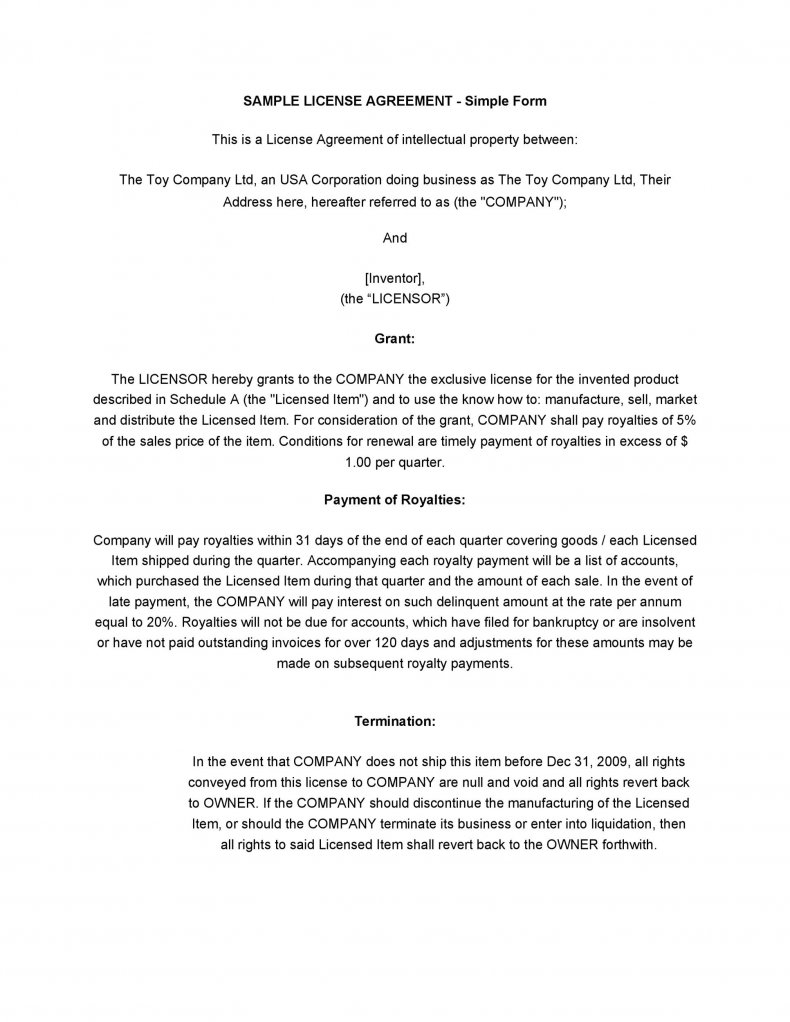 SAMPLE LICENSE AGREEMENT - Simple Form
This is a License Agreement of intellectual property between:
The Toy Company Ltd, an USA Corporation doing business as The Toy Company Ltd, Their
Address here, hereafter referred to as (the "COMPANY");
And
[Inventor],
(the “LICENSOR”)
Grant:
The LICENSOR hereby grants to the COMPANY the exclusive license for the invented product
described in Schedule A (the "Licensed Item") and to use the know how to: manufacture, sell, market
and distribute the Licensed Item. For consideration of the grant, COMPANY shall pay royalties of 5%
of the sales price of the item. Conditions for renewal are timely payment of royalties in excess of $
1.00 per quarter.
Payment of Royalties:
Company will pay royalties within 31 days of the end of each quarter covering goods / each Licensed
Item shipped during the quarter. Accompanying each royalty payment will be a list of accounts,
which purchased the Licensed Item during that quarter and the amount of each sale. In the event of
late payment, the COMPANY will pay interest on such delinquent amount at the rate per annum
equal to 20%. Royalties will not be due for accounts, which have filed for bankruptcy or are insolvent
or have not paid outstanding invoices for over 120 days and adjustments for these amounts may be
made on subsequent royalty payments.
Termination:
In the event that COMPANY does not ship this item before Dec 31, 2009, all rights
conveyed from this license to COMPANY are null and void and all rights revert back
to OWNER. If the COMPANY should discontinue the manufacturing of the Licensed
Item, or should the COMPANY terminate its business or enter into liquidation, then
all rights to said Licensed Item shall revert back to the OWNER forthwith.